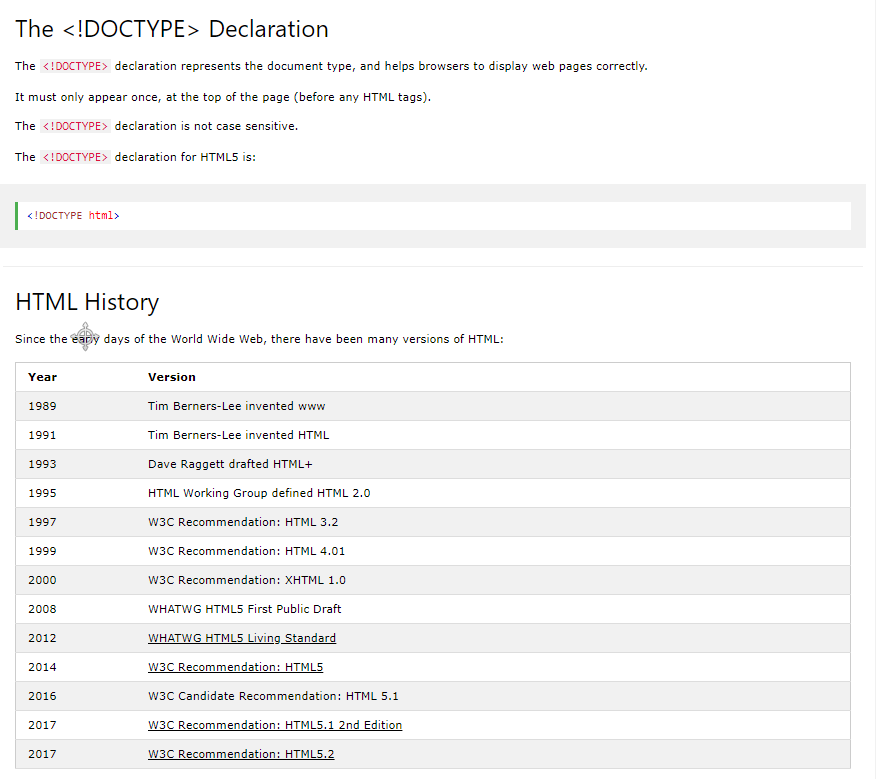 The <!DOCTYPE> Declaration
The <!DOCTYPE> declaration represents the document type, and helps browsers to display web pages correctly.
It must only appear once, at the top of the page (before any HTML tags).
The <!DOCTYPE> declaration is not case sensitive.
The <!DOCTYPE> declaration for HTML5 is:
<!DOCTYPE html>
HTML History
Since the early days of the World Wide Web, there have been many versions of HTML:
Year Version
1989 Tim Berners-Lee invented www
1991 Tim Berners-Lee invented HTML
1993 Dave Raggett drafted HTML+
1995 HTML Working Group defined HTML 2.0
1997 W3C Recommendation: HTML 3.2
1999 W3C Recommendation: HTML 4.01
2000 W3C Recommendation: XHTML 1.0
2008 WHATWG HTML5 First Public Draft
2012 WHATWG HTML5 Living Standard
2014 W3C Recommendation: HTML5
2016 W3C Candidate Recommendation: HTML 5.1
2017 W3C Recommendation: HTML5.1 2nd Edition
2017 W3C Recommendation: HTML5.2